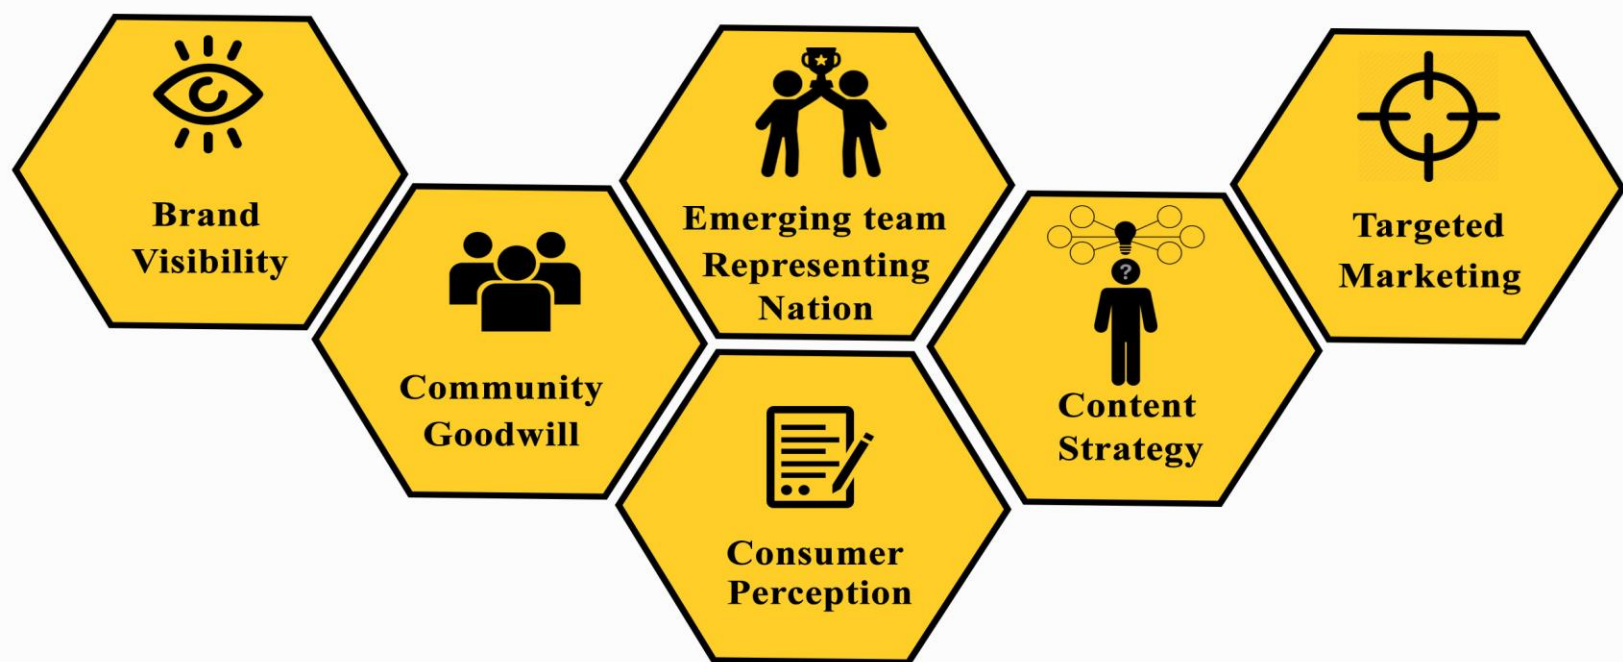 Brand
Visibility
Community
Goodwill
Emerging team
Representing
Nation
Consumer
Perception
?
Content
Strategy
Targeted
Marketing